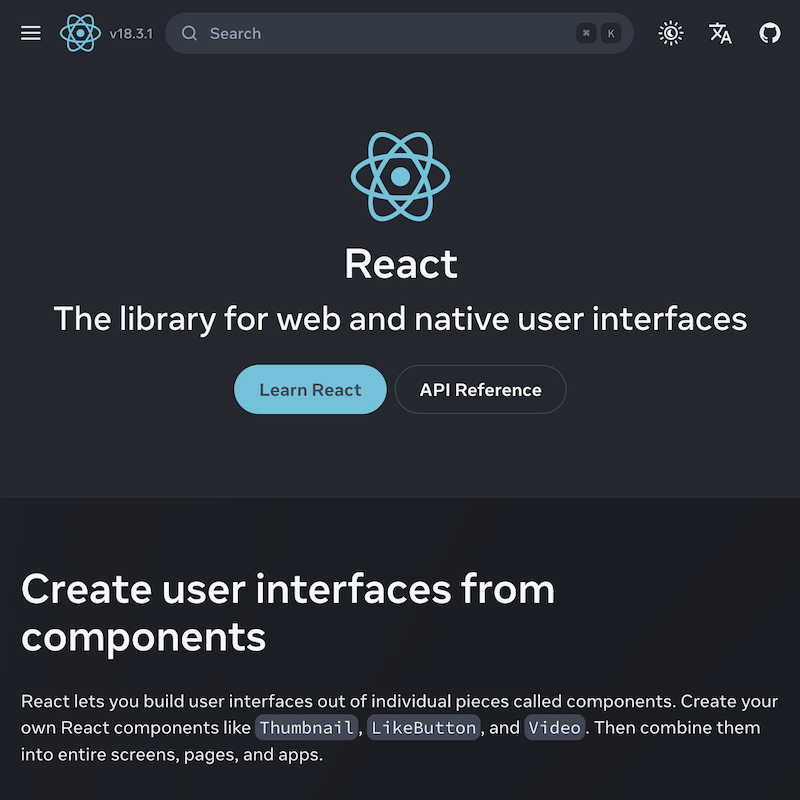 v18.3.1 Search ⌘ K
React
The library for web and native user interfaces
Learn React API Reference
Create user interfaces from
components
React lets you build user interfaces out of individual pieces called components. Create your
own React components like Thumbnail, LikeButton, and Video. Then combine them
into entire screens, pages, and apps.